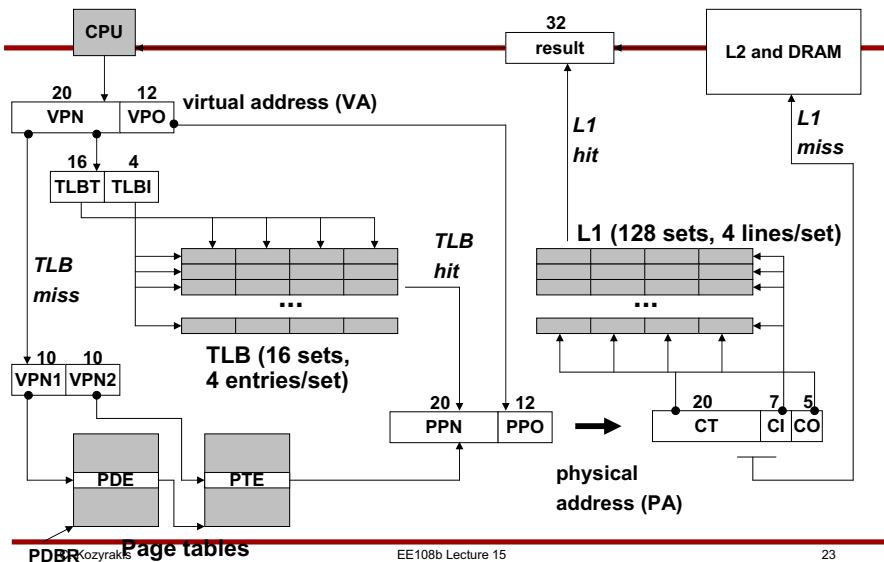 CPU
32
result
L2 and DRAM
20 12
VPN VPO
virtual address (VA)
L1
hit
L1
miss
16 4
TLBT TLBI
TLB
miss
TLB
hit
L1 (128 sets, 4 lines/set)
...
...
TLB (16 sets,
4 entries/set)
10 10
VPN1 VPN2
20 12
PPN PPO
20 7 5
CT CI CO
physical
address (PA)
PDE
PTE
PDBR
Page tables
Kozyrakis
EE108b Lecture 15
23